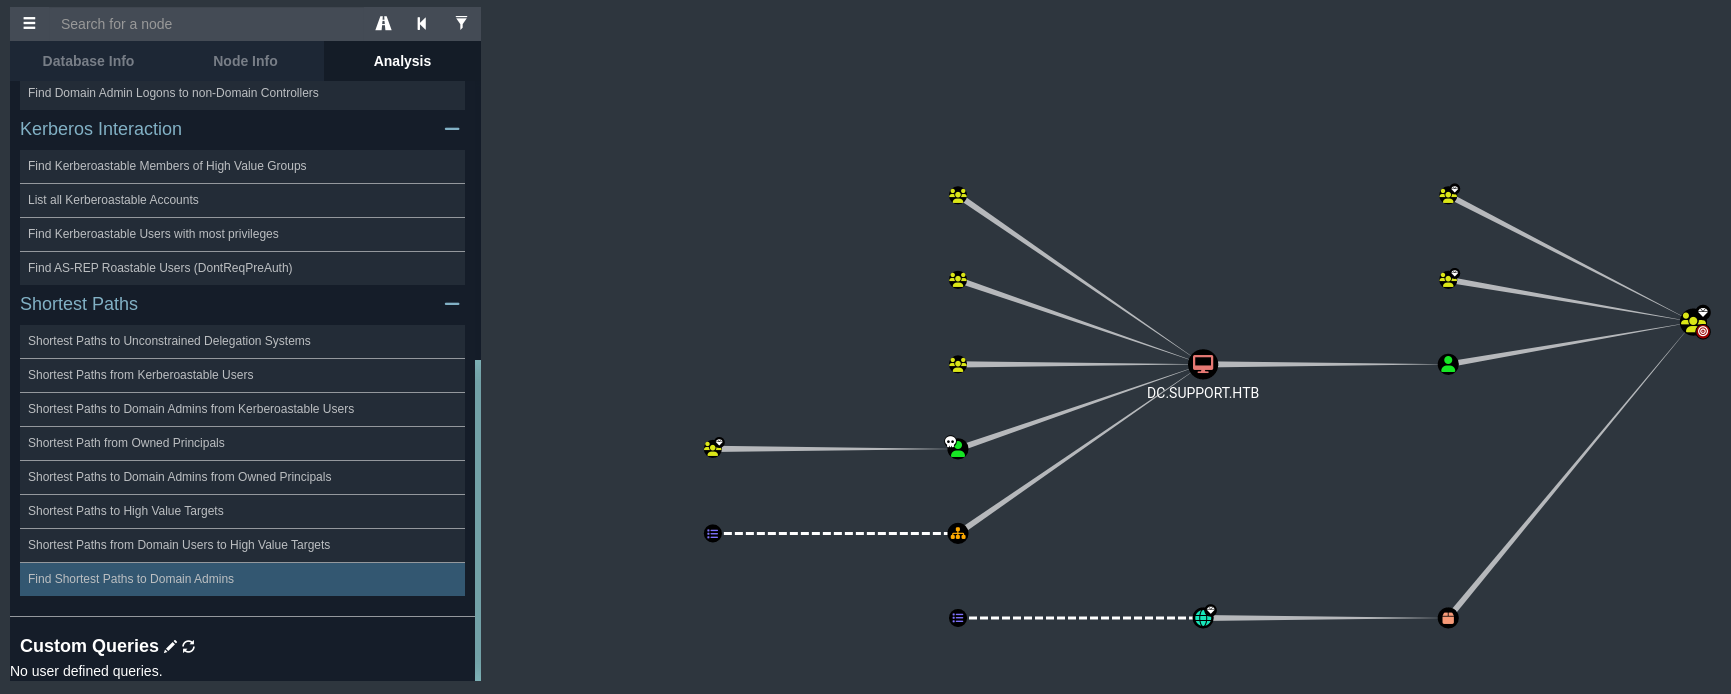 Search for a node
Database Info Node Info Analysis
Find Domain Admin Logons to non-Domain Controllers
Kerberos Interaction
Find Kerberoastable Members of High Value Groups
List all Kerberoastable Accounts
Find Kerberoastable Users with most privileges
Find AS-REP Roastable Users (DontReqPreAuth)
Shortest Paths
Shortest Paths to Unconstrained Delegation Systems
Shortest Paths from Kerberoastable Users
Shortest Paths to Domain Admins from Kerberoastable Users
Shortest Path from Owned Principals
Shortest Paths to Domain Admins from Owned Principals
Shortest Paths to High Value Targets
Shortest Paths from Domain Users to High Value Targets
Find Shortest Paths to Domain Admins
Custom Queries
No user defined queries.
DC.SUPPORT.HTB